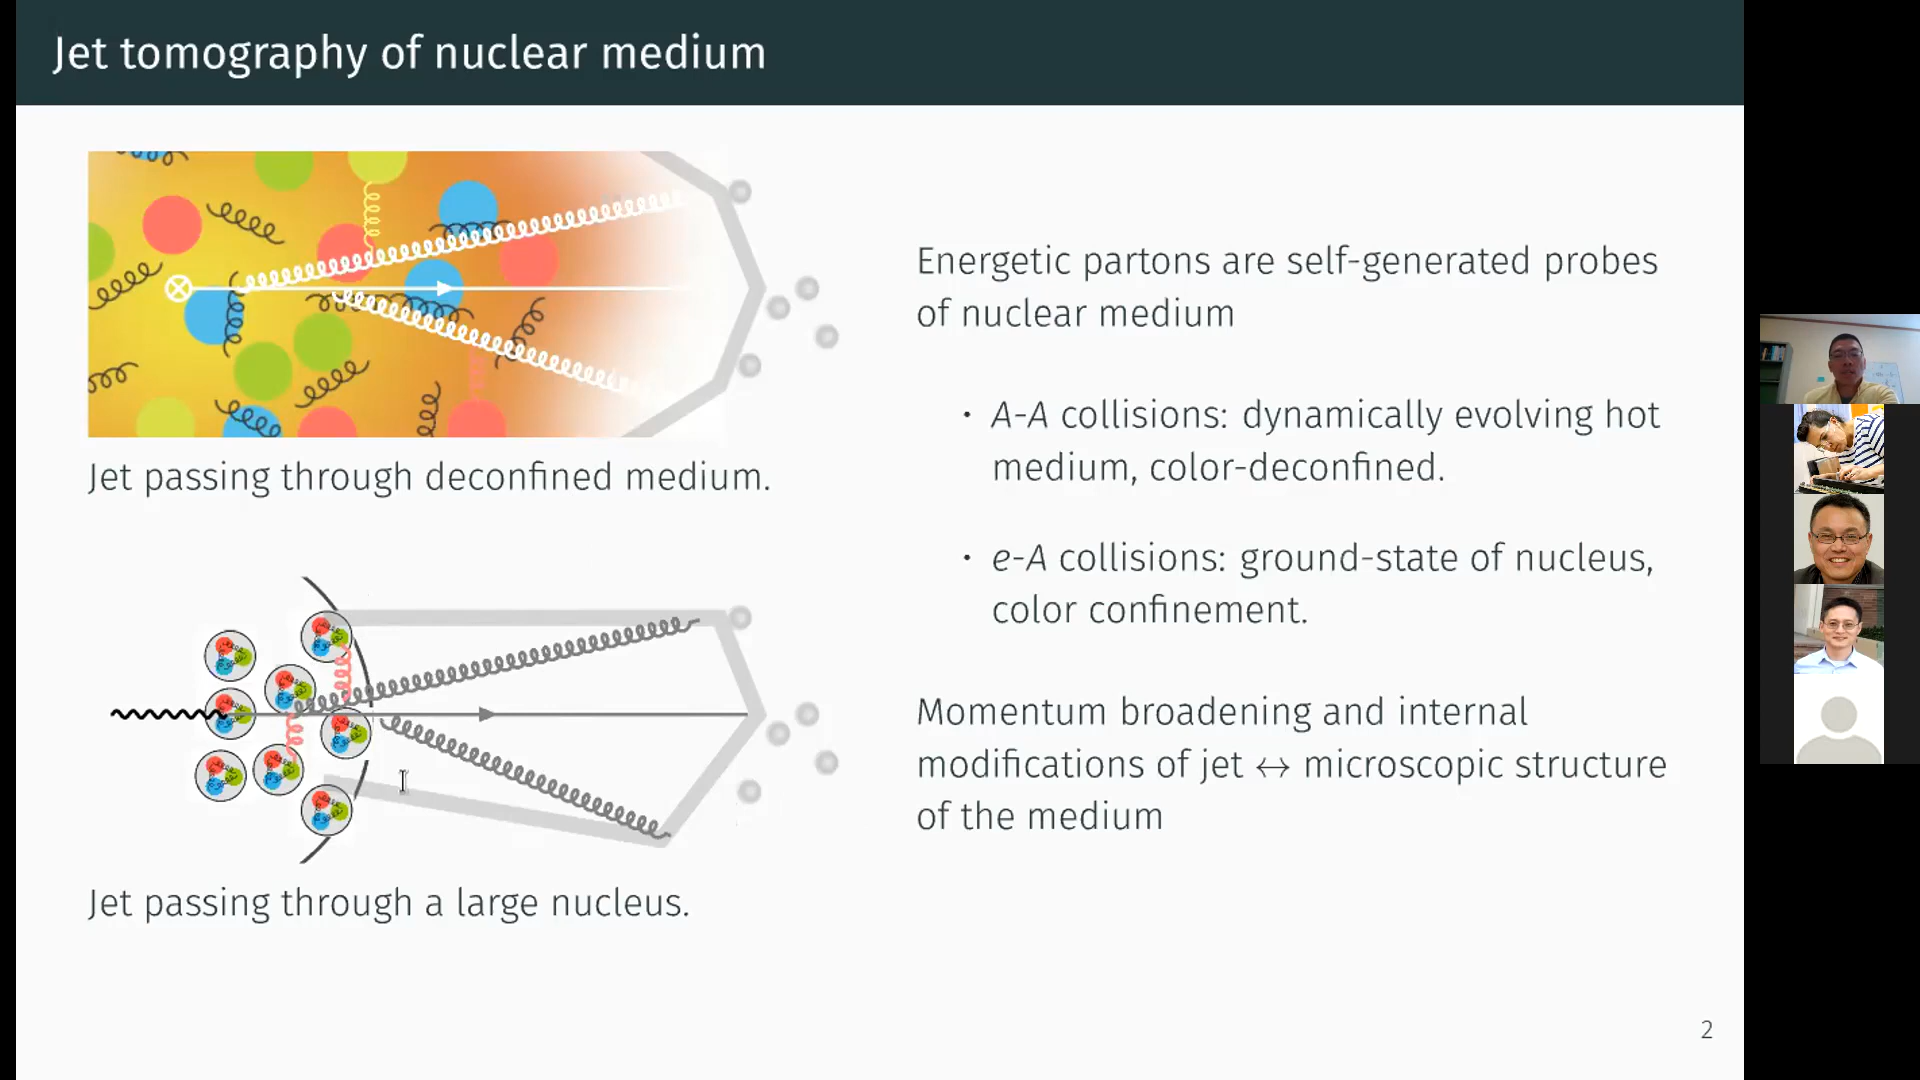 Jet tomography of nuclear medium
Jet passing through deconfined medium.
Jet passing through a large nucleus.
Energetic partons are self-generated probes
of nuclear medium
· A-A collisions: dynamically evolving hot
medium, color-deconfined.
· e-A collisions: ground-state of nucleus,
color confinement.
Momentum broadening and internal
modifications of jet ↔ microscopic structure
of the medium
2